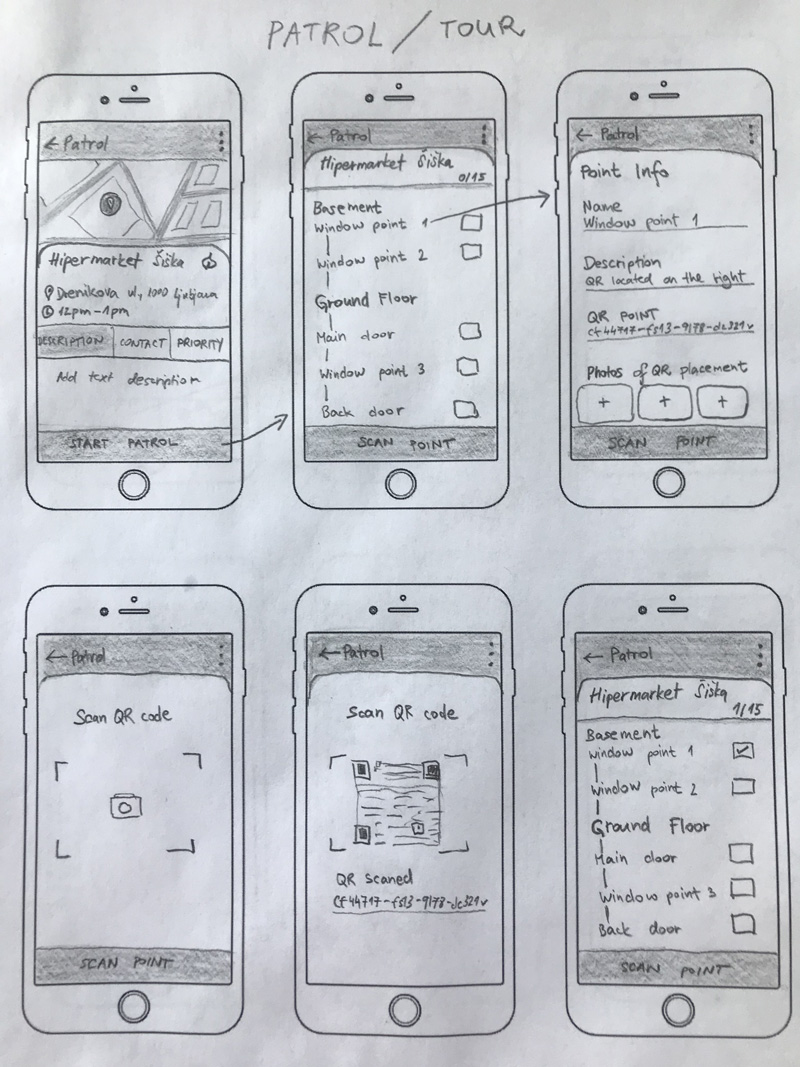 PATROL / TOUR
← Patrol
Hipermarket Šiška
Drenikova ul, 1000 ljubljana
12pm-1pm
DESCRIPTION CONTACT PRIORITY
Add text description
START PATROL
← Patrol
Hipermarket Šiška
0/15
Basement
Window point 1
Window point 2
Ground Floor
Main door
Window point 3
Back door
SCAN POINT
← Patrol
Point Info
Name
Window point 1
Description
QR located on the right
QR POINT
cf44717-fs13-9178-dc321v
Photos of QR placement
+ + +
SCAN POINT
← Patrol
Scan QR code
SCAN POINT
← Patrol
Scan QR code
QR scaned
cf44717-fs13-9178-dc321v
← Patrol
Hipermarket Šiška
1/15
Basement
Window point 1
Window point 2
Ground Floor
Main door
Window point 3
Back door
SCAN POINT